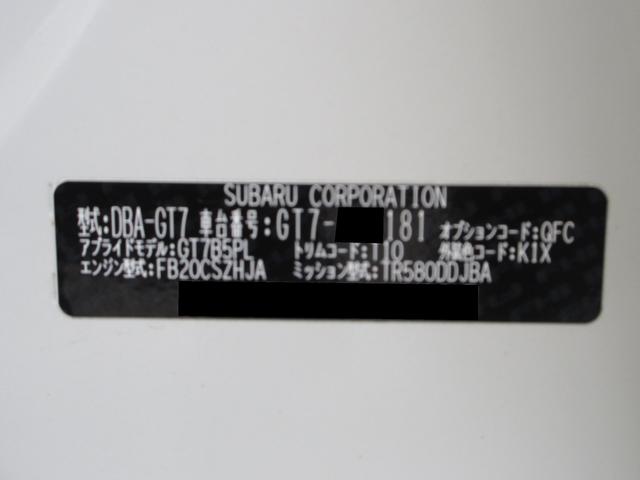 SUBARU CORPORATION
型式:DBA-GT7 車台番号:GT7- 181 オプションコード:QFC
アプライドモデル:GT7B5PL トリムコード:T10 外装色コード:K1X
エンジン型式:FB20CSZHJA ミッション型式:TR580DDJBA